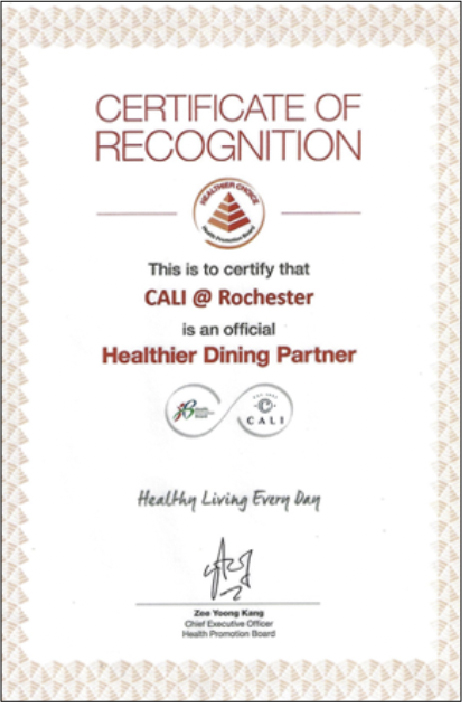 CERTIFICATE OF
RECOGNITION
HEALTHIER CHOICE
Health Promotion Board
This is to certify that
CALI @ Rochester
is an official
Healthier Dining Partner
CALI
Healthy Living Every Day
Zee Yoong Kang
Chief Executive Officer
Health Promotion Board